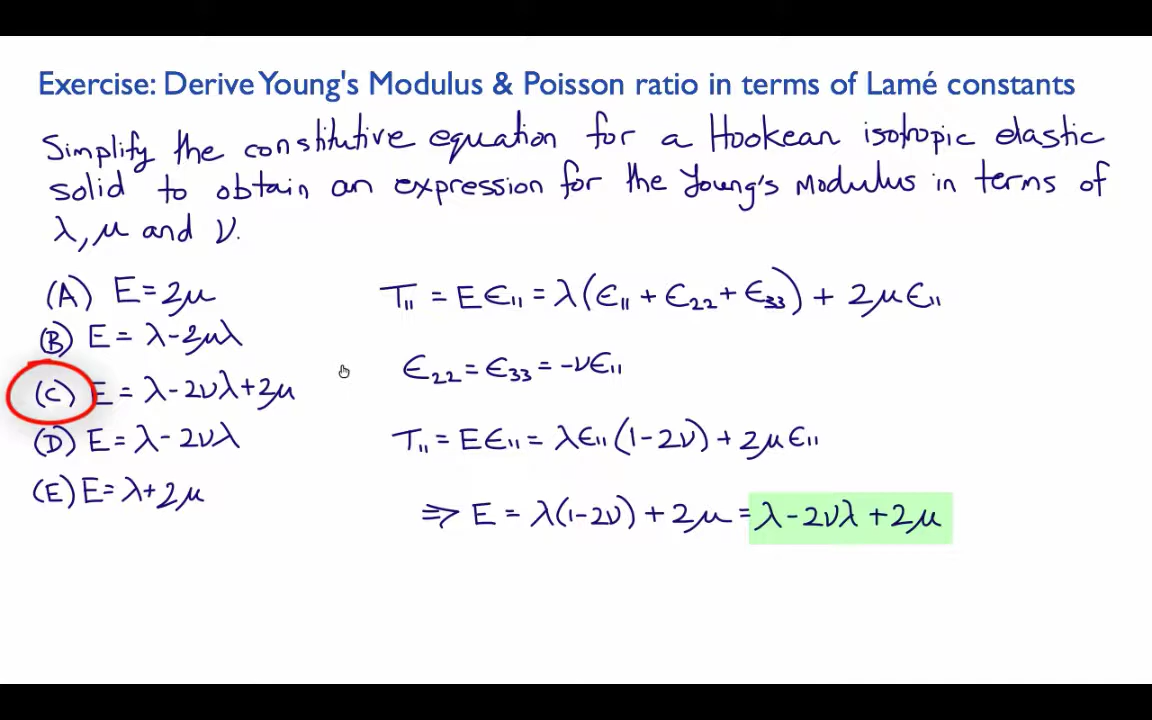 Exercise: Derive Young's Modulus & Poisson ratio in terms of Lamé constants
Simplify the constitutive equation for a Hookean isotropic elastic
solid to obtain an expression for the Young's Modulus in terms of
λ, μ and ν.
(A) E = 2μ
(B) E = λ - 2μλ
(C) E = λ - 2νλ + 2μ
(D) E = λ - 2νλ
(E) E = λ + 2μ
T₁₁ = Eϵ₁₁ = λ(ϵ₁₁ + ϵ₂₂ + ϵ₃₃) + 2μϵ₁₁
ϵ₂₂ = ϵ₃₃ = -νϵ₁₁
T₁₁ = Eϵ₁₁ = λϵ₁₁(1 - 2ν) + 2μϵ₁₁
⇒ E = λ(1 - 2ν) + 2μ = λ - 2νλ + 2μ